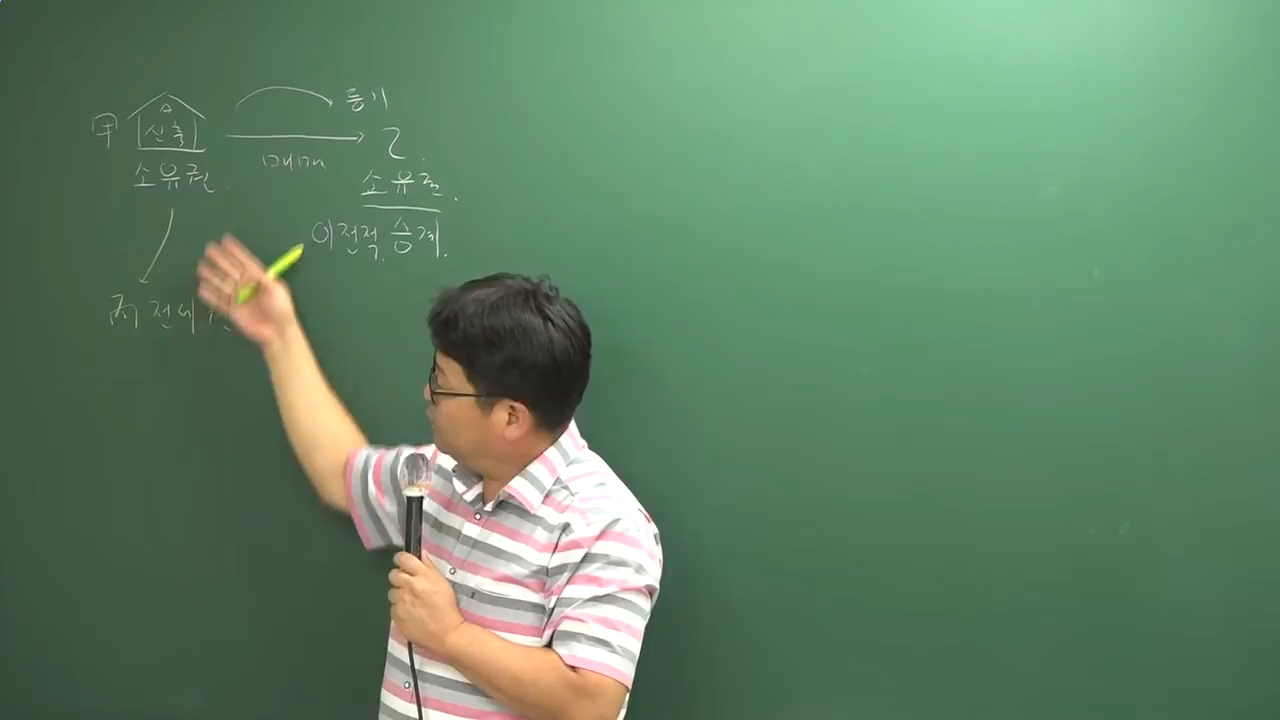 등기
A
甲 신축 乙
매매
소유권 소유권
이전적 승계
丙 전세